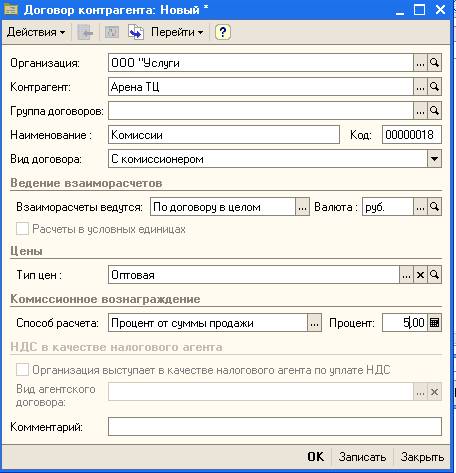 Договор контрагента: Новый *
Действия Перейти ?
Организация: ООО "Услуги ...
Контрагент: Арена ТЦ ...
Группа договоров: ...
Наименование : Комиссии Код: 00000018
Вид договора: С комиссионером
Ведение взаиморасчетов
Взаиморасчеты ведутся: По договору в целом ... Валюта : руб. ...
Расчеты в условных единицах
Цены
Тип цен : Оптовая ... x
Комиссионное вознаграждение
Способ расчета: Процент от суммы продажи ... Процент: 5,00
НДС в качестве налогового агента
Организация выступает в качестве налогового агента по уплате НДС
Вид агентского
договора: ...
Комментарий:
OK Записать Закрыть